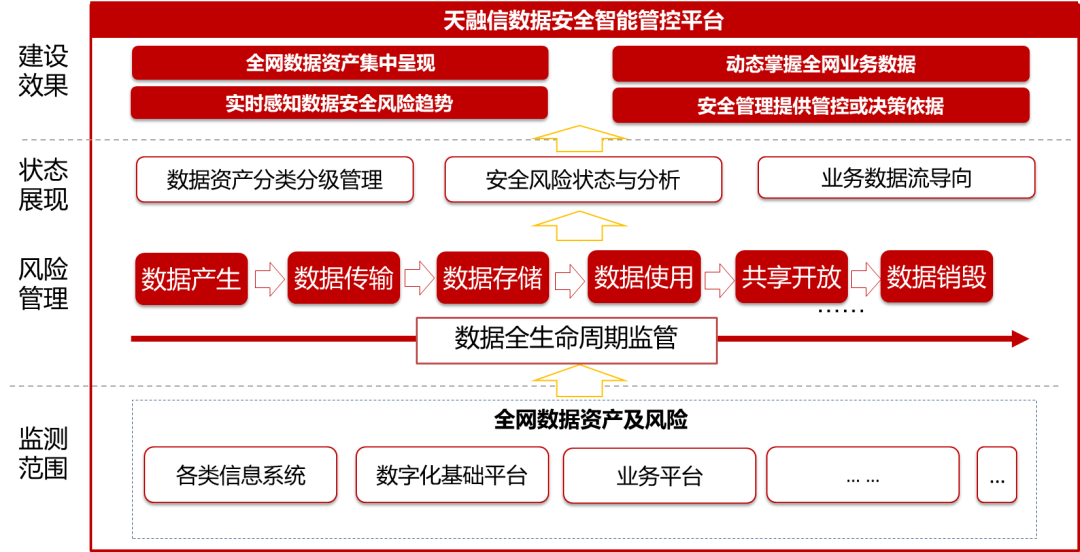 天融信数据安全智能管控平台
建设
效果
全网数据资产集中呈现
动态掌握全网业务数据
实时感知数据安全风险趋势
安全管理提供管控或决策依据
状态
展现
数据资产分类分级管理
安全风险状态与分析
业务数据流导向
风险
管理
数据产生
数据传输
数据存储
数据使用
共享开放
数据销毁
······
数据全生命周期监管
监测
范围
全网数据资产及风险
各类信息系统
数字化基础平台
业务平台
... ...
...